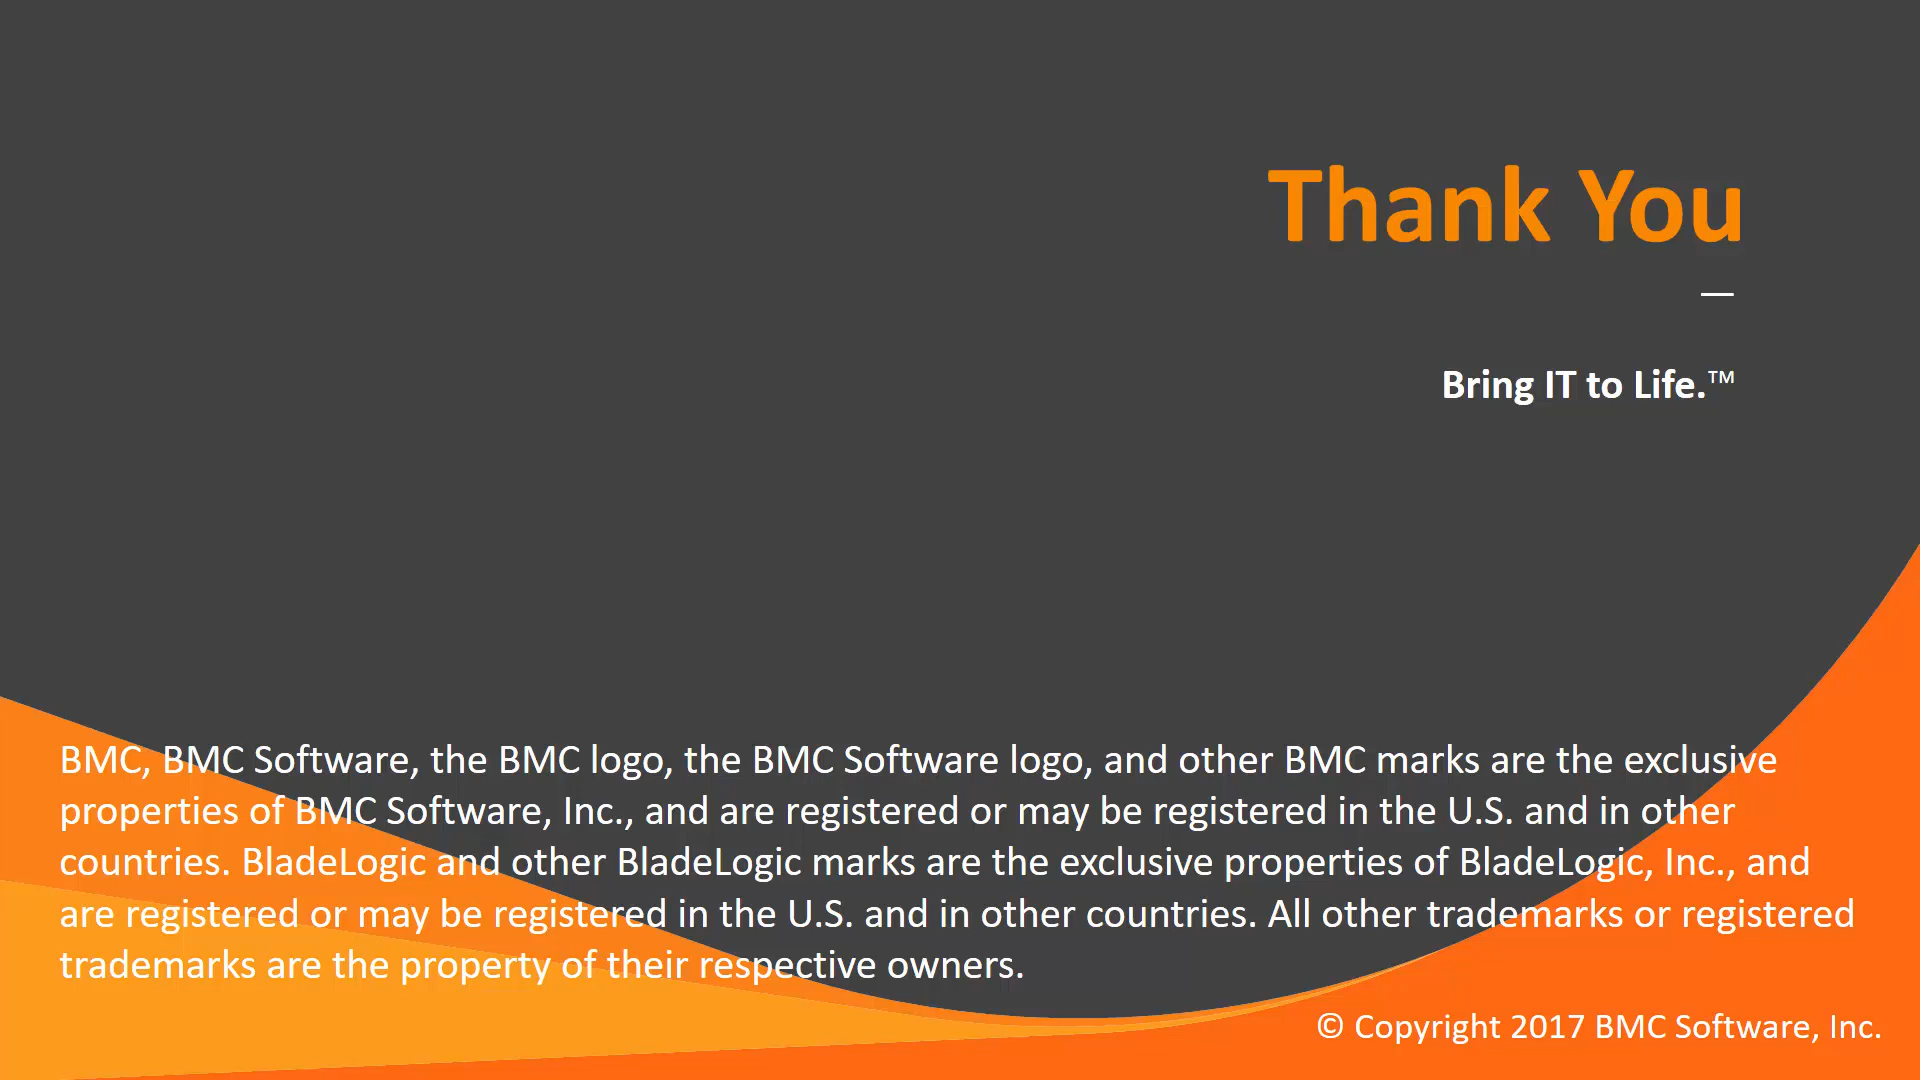 Thank You
—
Bring IT to Life.™
BMC, BMC Software, the BMC logo, the BMC Software logo, and other BMC marks are the exclusive
properties of BMC Software, Inc., and are registered or may be registered in the U.S. and in other
countries. BladeLogic and other BladeLogic marks are the exclusive properties of BladeLogic, Inc., and
are registered or may be registered in the U.S. and in other countries. All other trademarks or registered
trademarks are the property of their respective owners.
© Copyright 2017 BMC Software, Inc.